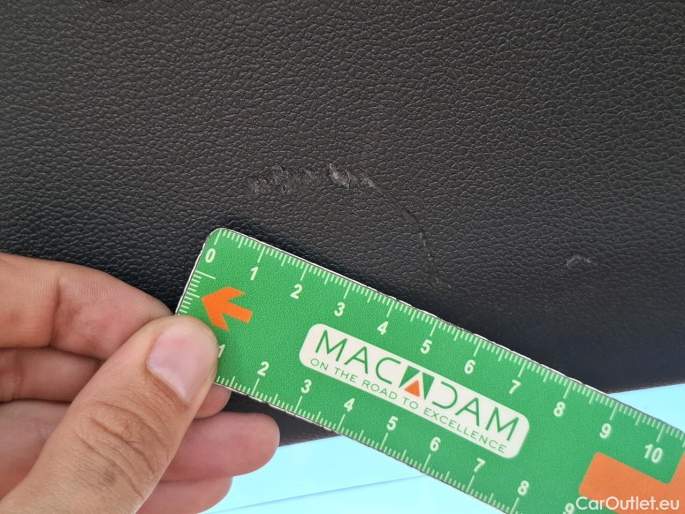 0 1 2 3 4 5 6 7 8 9 10
MACADAM
ON THE ROAD TO EXCELLENCE
1 2 3 4 5 6 7 8 9
CarOutlet.eu